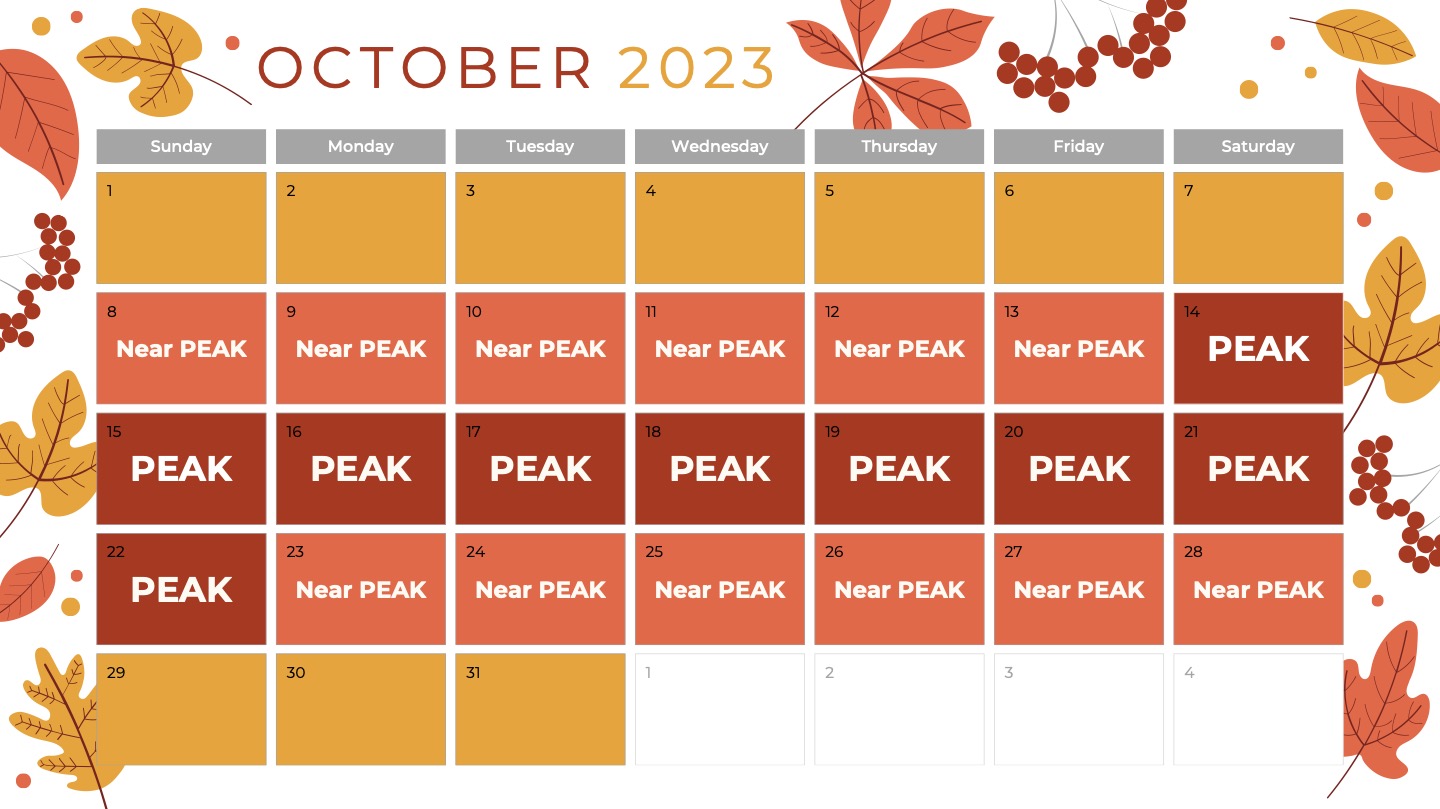 OCTOBER 2023
Sunday Monday Tuesday Wednesday Thursday Friday Saturday
1 2 3 4 5 6 7
8 9 10 11 12 13 14
Near PEAK Near PEAK Near PEAK Near PEAK Near PEAK Near PEAK PEAK
15 16 17 18 19 20 21
PEAK PEAK PEAK PEAK PEAK PEAK PEAK
22 23 24 25 26 27 28
PEAK Near PEAK Near PEAK Near PEAK Near PEAK Near PEAK Near PEAK
29 30 31 1 2 3 4